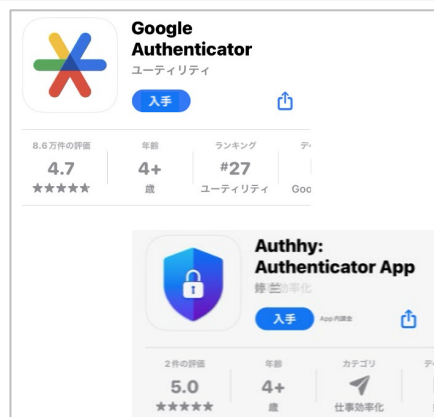 Google
Authenticator
ユーティリティ
入手
8.6万件の評価 年齢 ランキング デ
4.7 4+ #27
★★★★★ 歳 ユーティリティ Goo
Authhy:
Authenticator App
入手 App内課金
2件の評価 年齢 カテゴリ デ
5.0 4+
★★★★★ 歳 仕事効率化